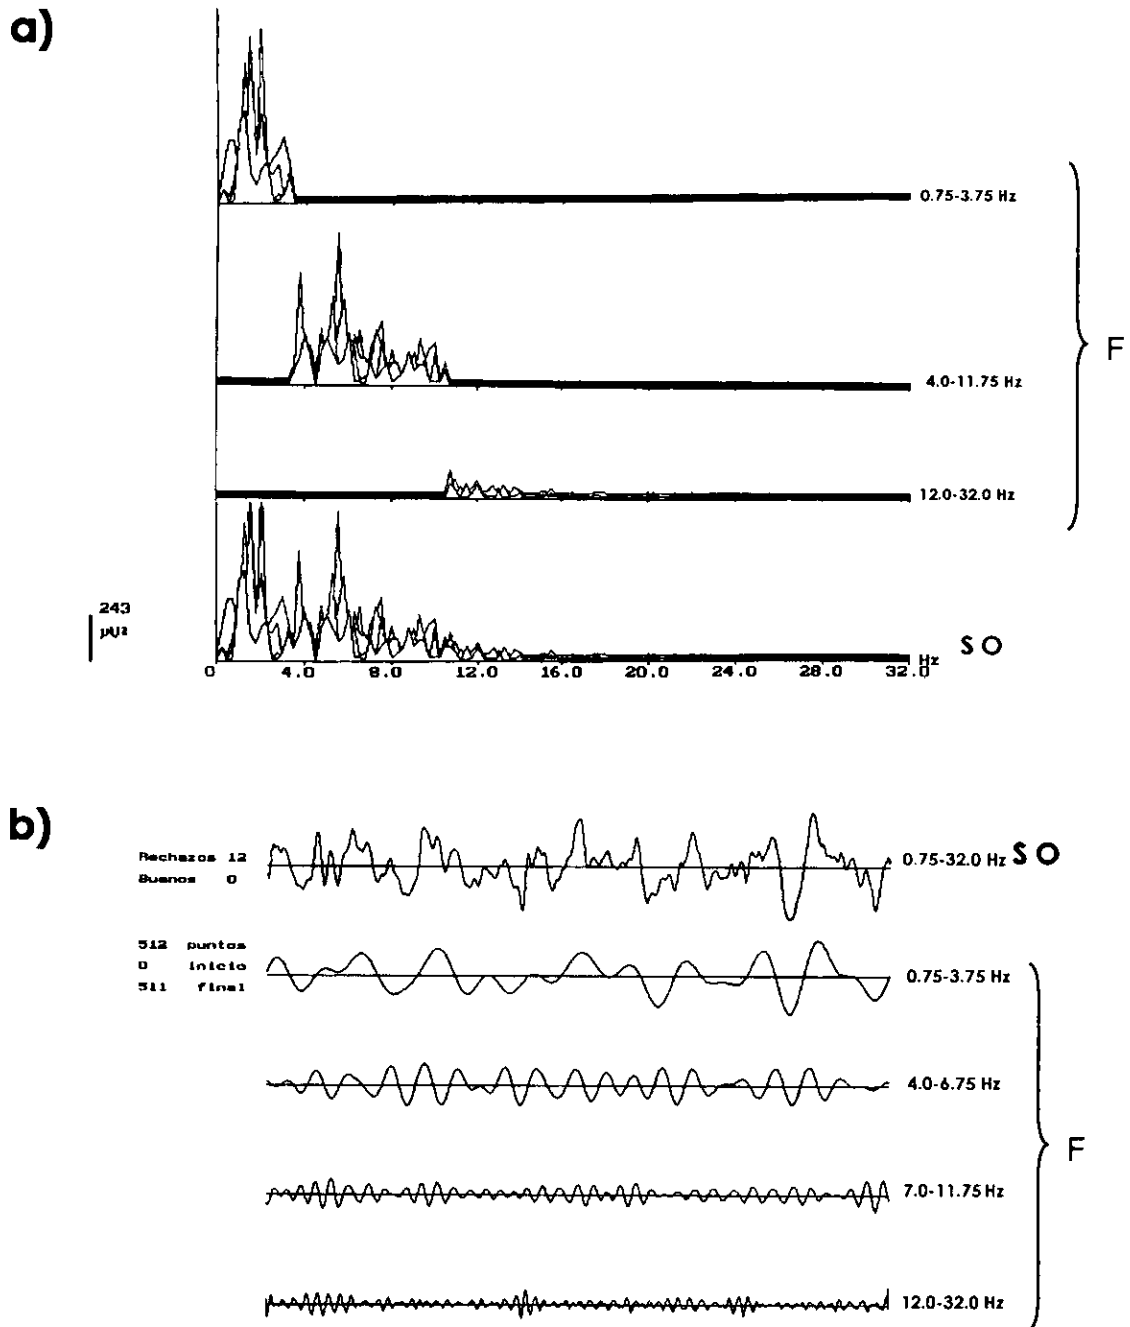 a)
0.75-3.75 Hz
F
4.0-11.75 Hz
12.0-32.0 Hz
243
µU²
0 4.0 8.0 12.0 16.0 20.0 24.0 28.0 32.0
Hz
SO
b)
Rechazos 12
Buenos 0
0.75-32.0 Hz SO
512 puntos
0 inicio
511 final
0.75-3.75 Hz
4.0-6.75 Hz
F
7.0-11.75 Hz
12.0-32.0 Hz